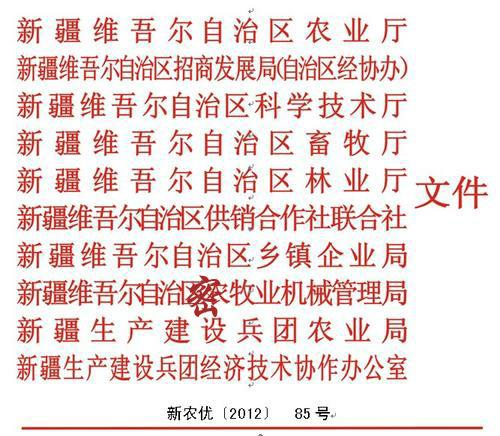 新疆维吾尔自治区农业厅
新疆维吾尔自治区招商发展局(自治区经协办)
新疆维吾尔自治区科学技术厅
新疆维吾尔自治区畜牧厅
新疆维吾尔自治区林业厅
文件
新疆维吾尔自治区供销合作社联合社
新疆维吾尔自治区乡镇企业局
新疆维吾尔自治区农牧业机械管理局
密
新疆生产建设兵团农业局
新疆生产建设兵团经济技术协作办公室
新农优〔2012〕 85号